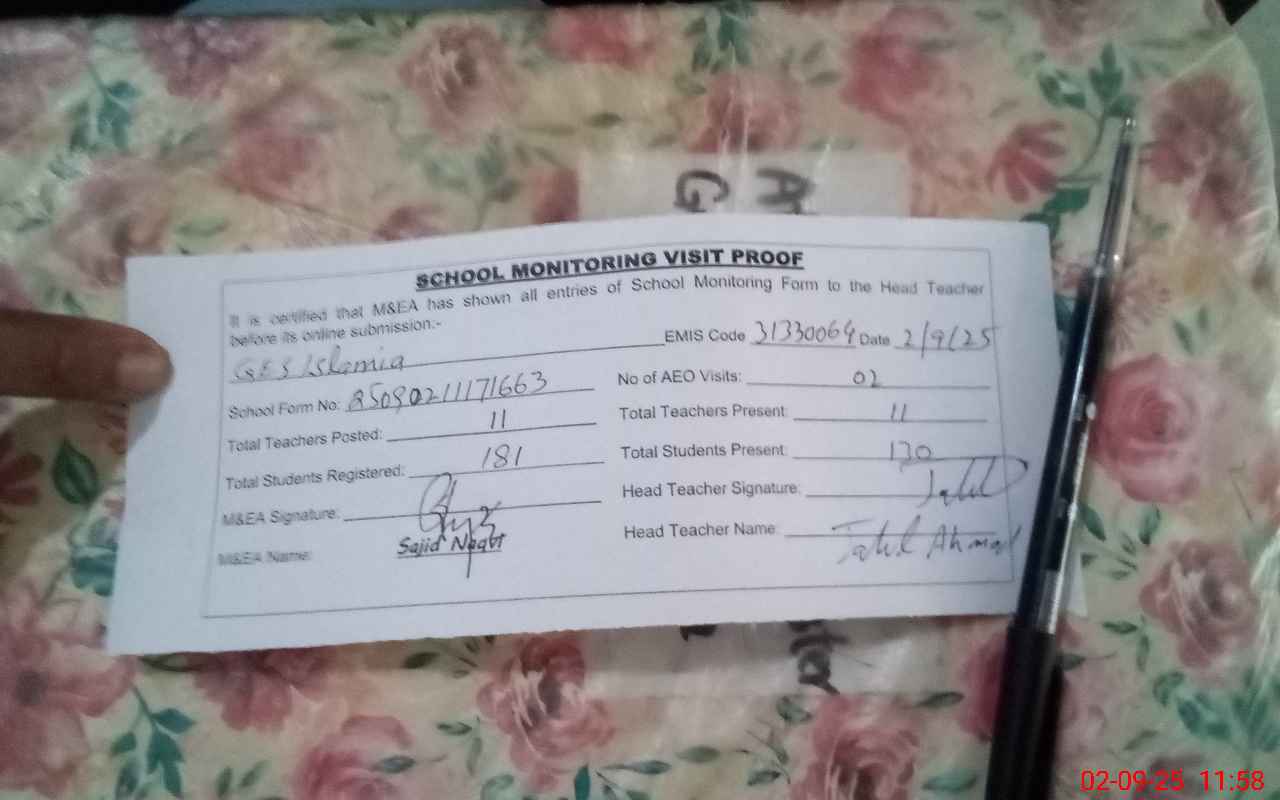 SCHOOL MONITORING VISIT PROOF
It is certified that M&EA has shown all entries of School Monitoring Form to the Head Teacher
before its online submission:-
GES Islamia EMIS Code 31330064 Date 2/9/25
School Form No: 25090211171663 No of AEO Visits: 02
Total Teachers Posted: 11 Total Teachers Present: 11
Total Students Registered: 181 Total Students Present: 130
M&EA Signature: Head Teacher Signature:
M&EA Name: Sajid Naqvi Head Teacher Name: Ahmad
02-09-25 11:58